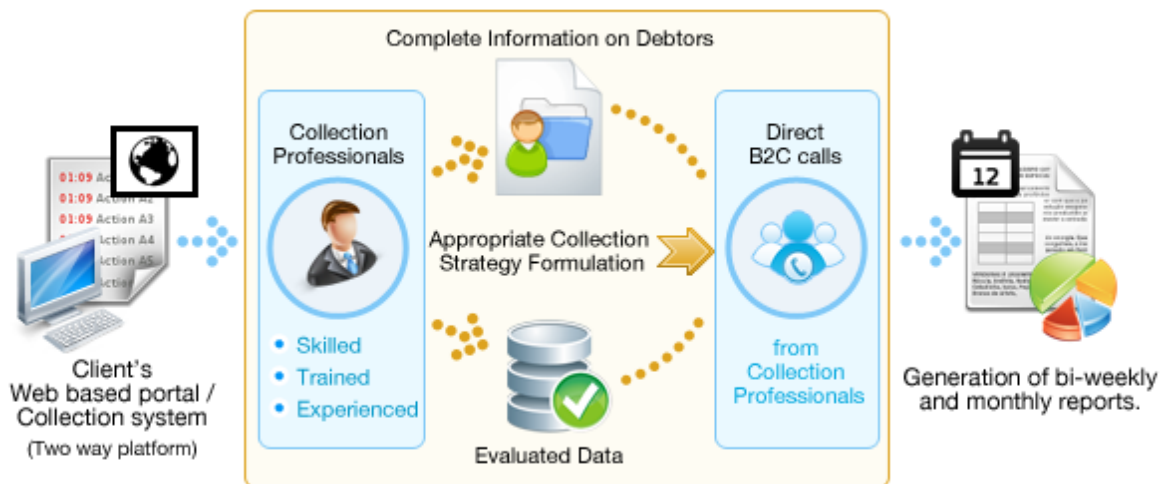 Complete Information on Debtors
Collection
Professionals
Direct
B2C calls
01:09 Action
01:09 Action A2
01:09 Action A3
Action A4
Action A5
Action
12
Appropriate Collection
Strategy Formulation
• Skilled
• Trained
• Experienced
from
Collection
Professionals
Client's
Web based portal /
Collection system
(Two way platform)
Evaluated Data
Generation of bi-weekly
and monthly reports.